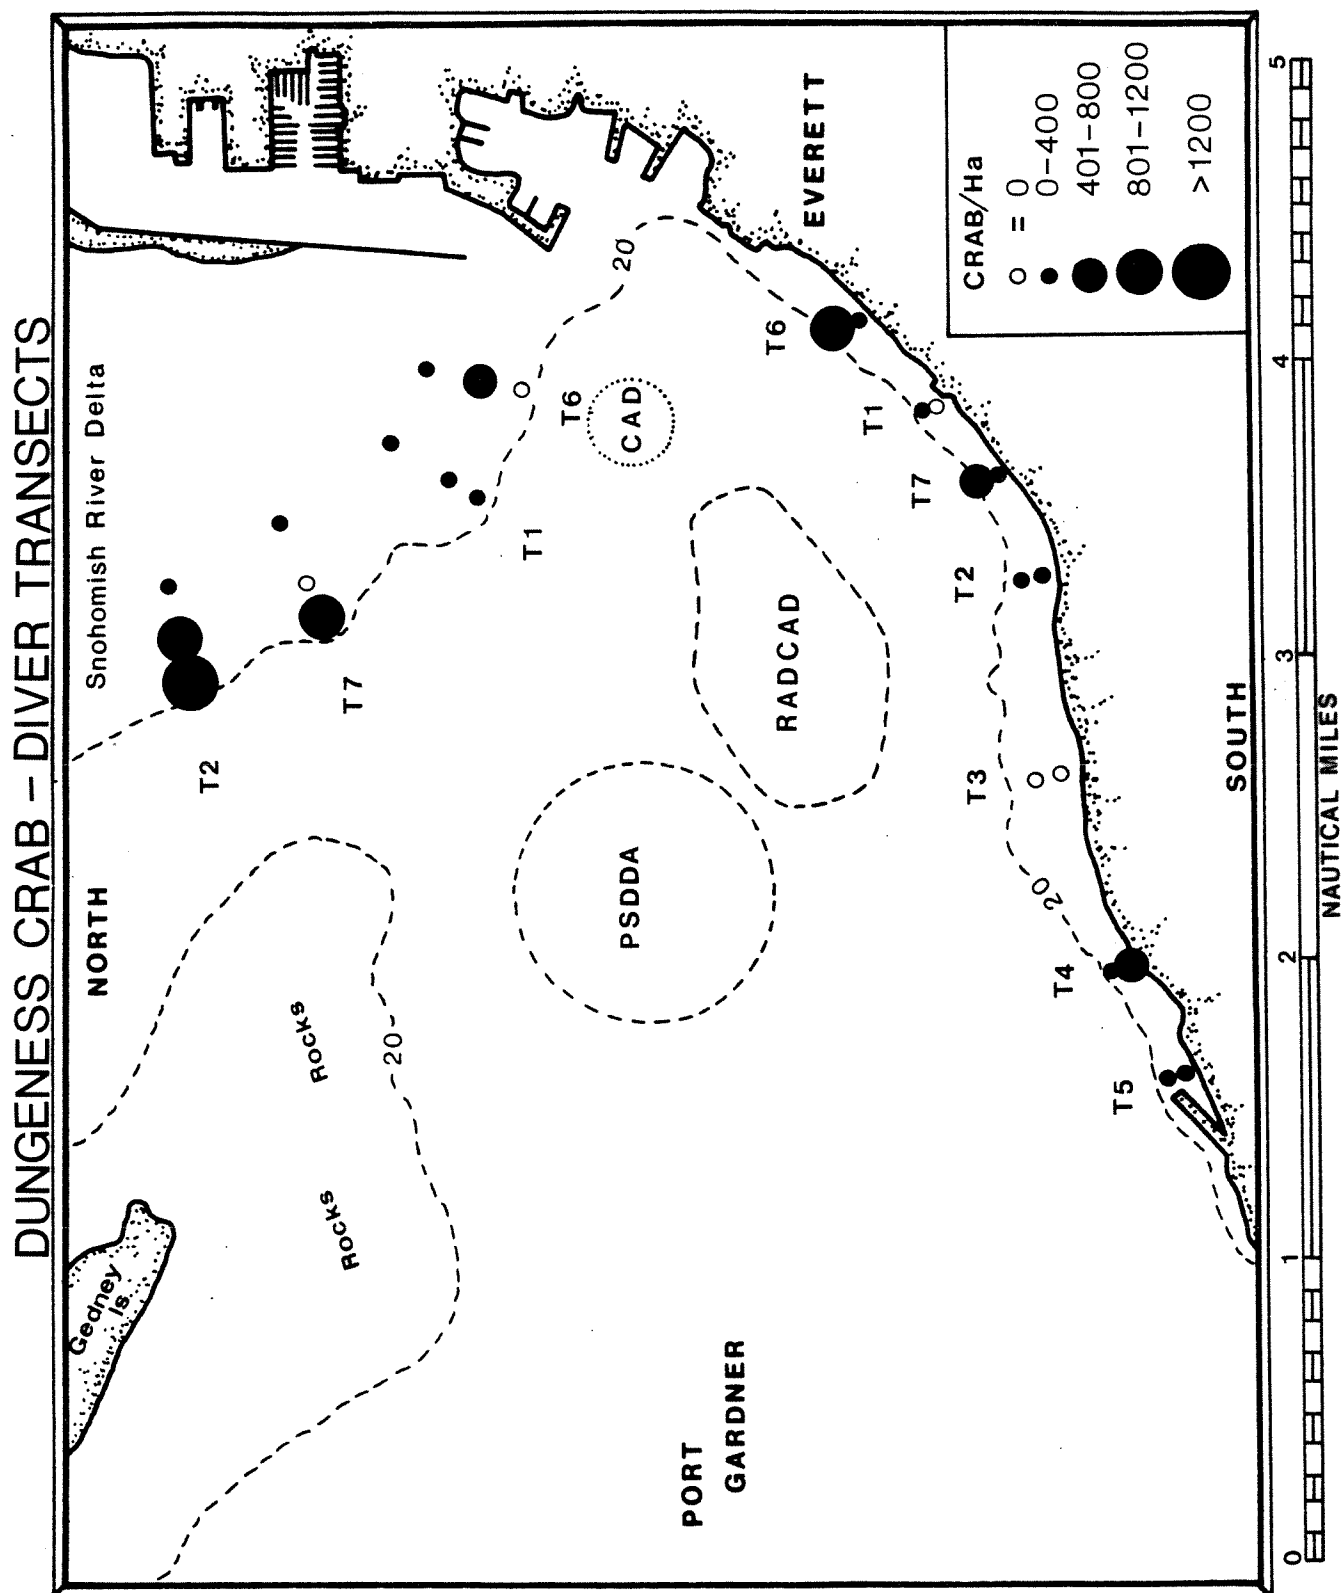 DUNGENESS CRAB – DIVER TRANSECTS
NORTH
Snohomish River Delta
Gedney
Is.
ROCKS
ROCKS
20
T2
T7
T1
T6
20
CAD
PSDDA
RADCAD
PORT
GARDNER
EVERETT
T6
T1
T7
T2
T3
20
T4
T5
SOUTH
CRAB/Ha
= 0
0-400
401-800
801-1200
>1200
0 1 2 3 4 5
NAUTICAL MILES